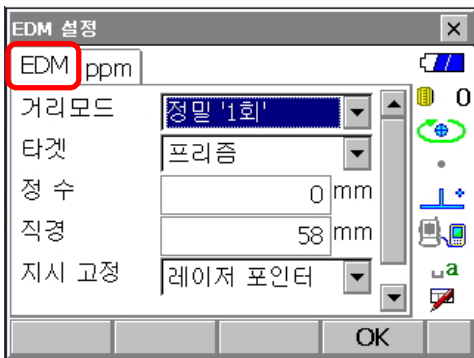 EDM 설정
EDM ppm
0
거리모드 정밀 '1회'
타겟 프리즘
정 수 0 mm
직경 58 mm
지시 고정 레이저 포인터
a
OK